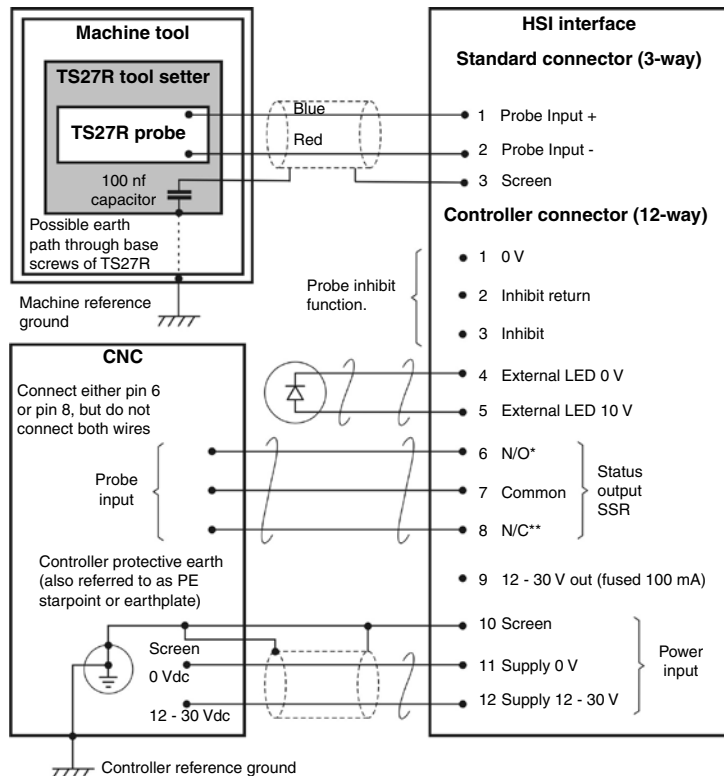 Machine tool
TS27R tool setter
TS27R probe
100 nf
capacitor
Possible earth
path through base
screws of TS27R
Machine reference
ground
Blue
Red
HSI interface
Standard connector (3-way)
1 Probe Input +
2 Probe Input -
3 Screen
Controller connector (12-way)
Probe inhibit
function.
1 0 V
2 Inhibit return
3 Inhibit
4 External LED 0 V
5 External LED 10 V
6 N/O*
7 Common
8 N/C**
Status
output
SSR
9 12 - 30 V out (fused 100 mA)
10 Screen
11 Supply 0 V
12 Supply 12 - 30 V
Power
input
CNC
Connect either pin 6
or pin 8, but do not
connect both wires
Probe
input
Controller protective earth
(also referred to as PE
starpoint or earthplate)
Screen
0 Vdc
12 - 30 Vdc
Controller reference ground